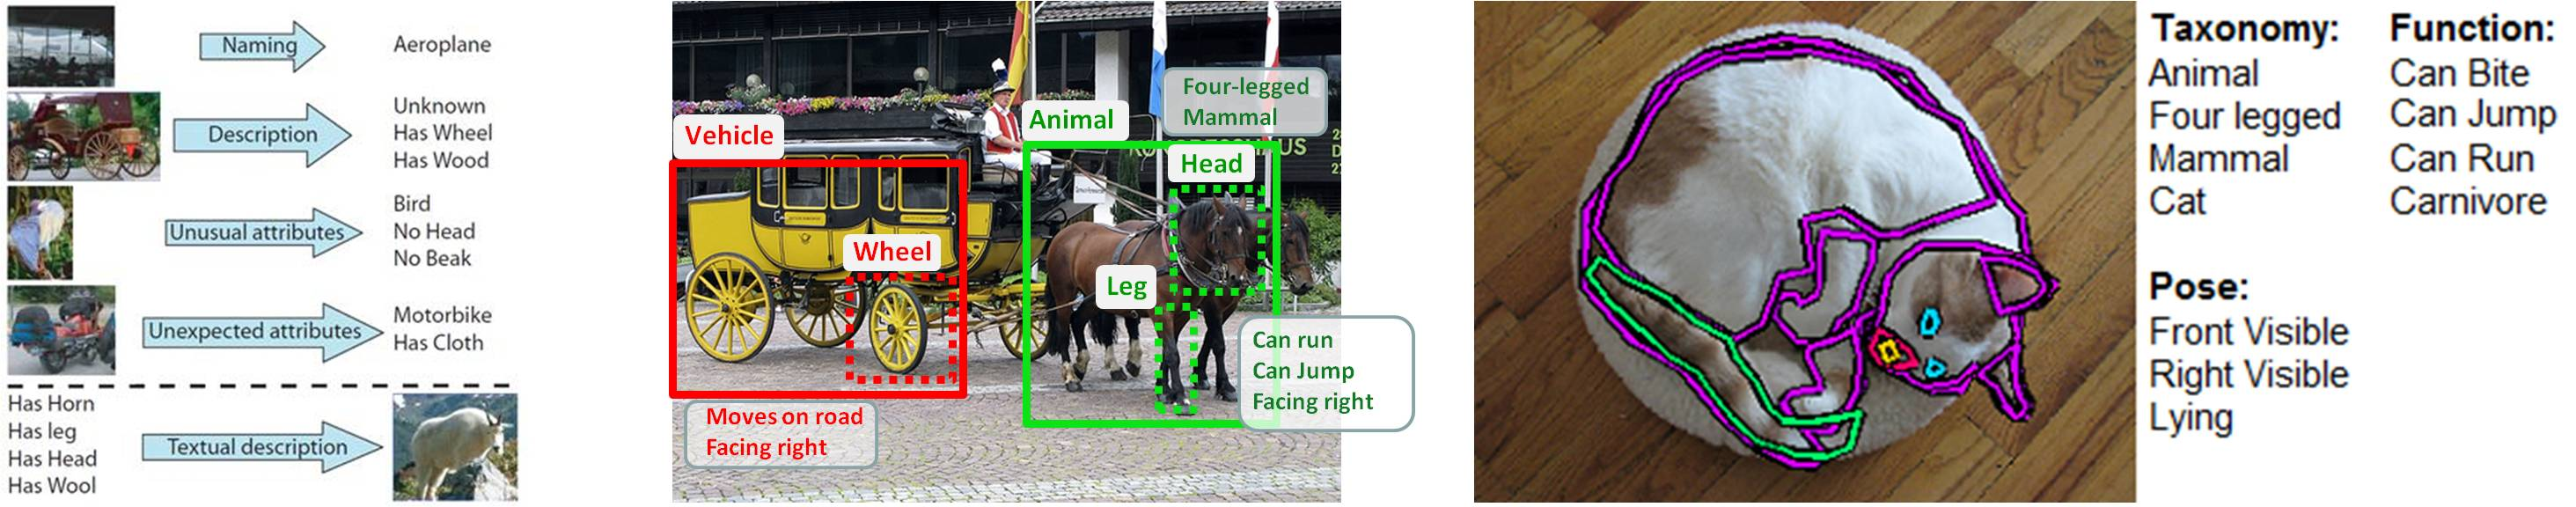 Naming
Aeroplane
Description
Unknown
Has Wheel
Has Wood
Unusual attributes
Bird
No Head
No Beak
Unexpected attributes
Motorbike
Has Cloth
Has Horn
Has leg
Has Head
Has Wool
Textual description
Vehicle
Wheel
Moves on road
Facing right
Animal
Four-legged
Mammal
Head
Leg
Can run
Can Jump
Facing right
Taxonomy:
Animal
Four legged
Mammal
Cat
Function:
Can Bite
Can Jump
Can Run
Carnivore
Pose:
Front Visible
Right Visible
Lying